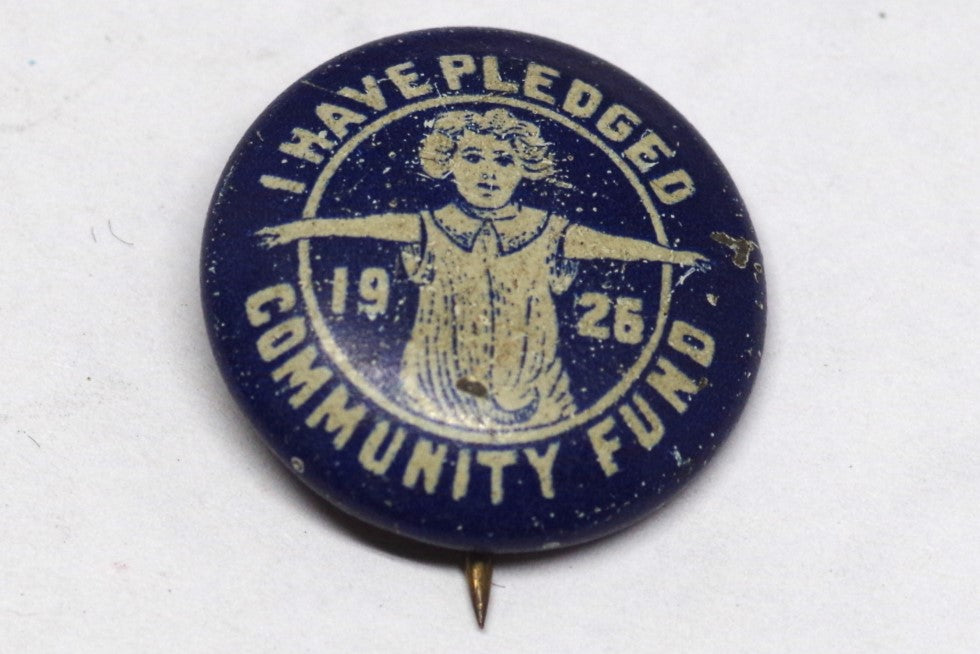 I HAVE PLEDGED
19 26
COMMUNITY FUND